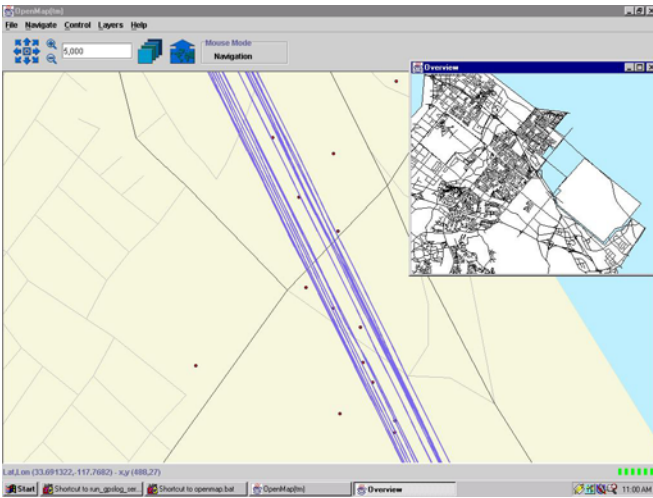 OpenMap(tm)
File Navigate Control Layers Help
5,000
Mouse Mode
Navigation
Overview
Lat,Lon (33.691322,-117.7682) - x,y (488,27)
Start
Shortcut to run_gpslog_ser...
Shortcut to openmap.bat
OpenMap(tm)
Overview
11:00 AM